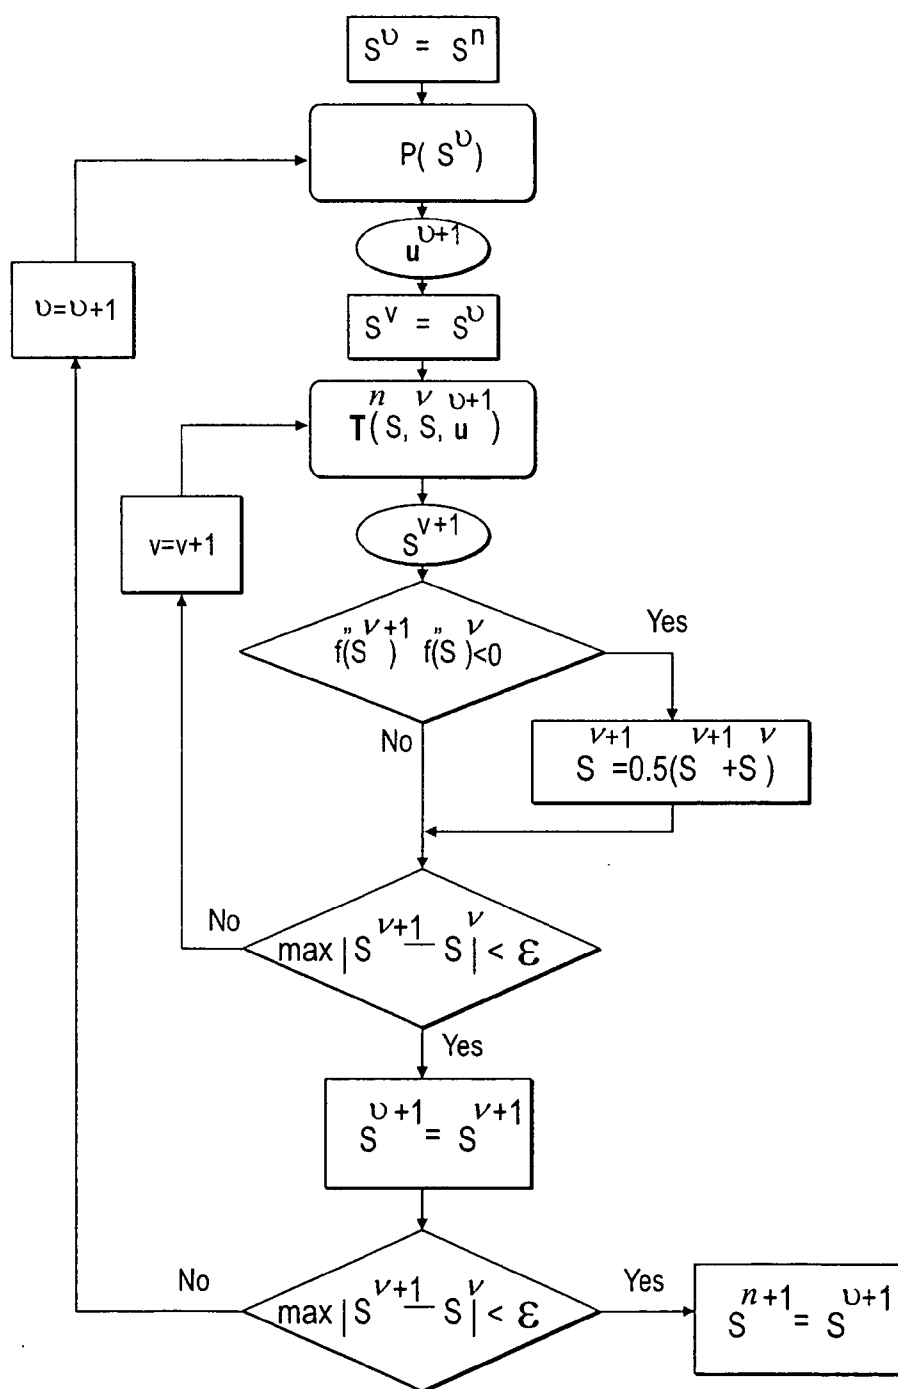 S^υ = S^n
P( S^υ)
u^υ+1
υ=υ+1
S^v = S^υ
T( S^n, S^ν, u^υ+1 )
S^v+1
v=v+1
f"(S^ν+1) f"(S^ν)<0
Yes
No
S^ν+1=0.5(S^ν+1+S^ν)
No
max |S^ν+1 — S^ν| < ε
Yes
S^υ+1 = S^ν+1
No
max |S^ν+1 — S^ν| < ε
Yes
S^n+1 = S^υ+1